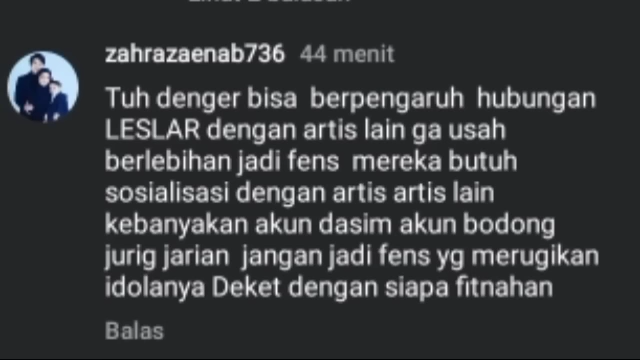 zahrazaenab736 44 menit
Tuh denger bisa berpengaruh hubungan
LESLAR dengan artis lain ga usah
berlebihan jadi fens mereka butuh
sosialisasi dengan artis artis lain
kebanyakan akun dasim akun bodong
jurig jarian jangan jadi fens yg merugikan
idolanya Deket dengan siapa fitnahan
Balas